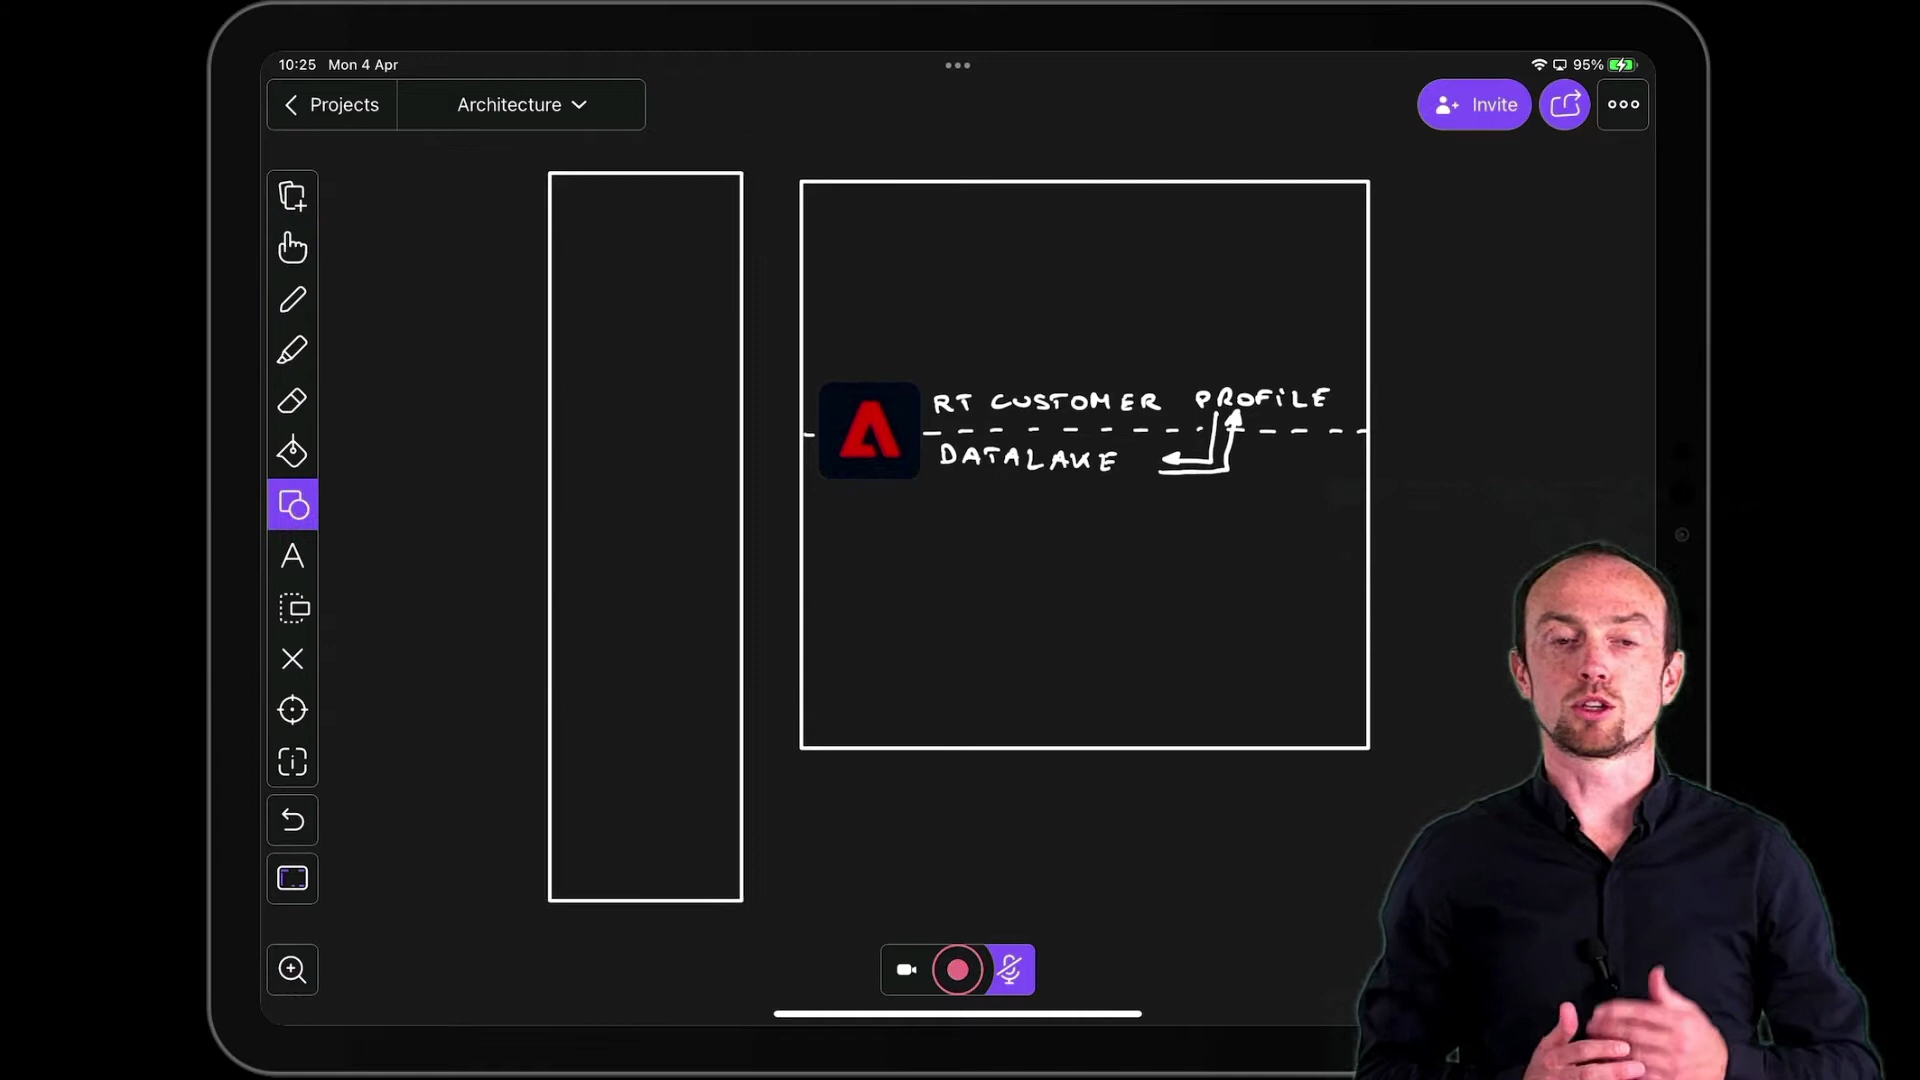 10:25 Mon 4 Apr
95%
Projects
Architecture
Invite
RT CUSTOMER PROFILE
DATALAKE